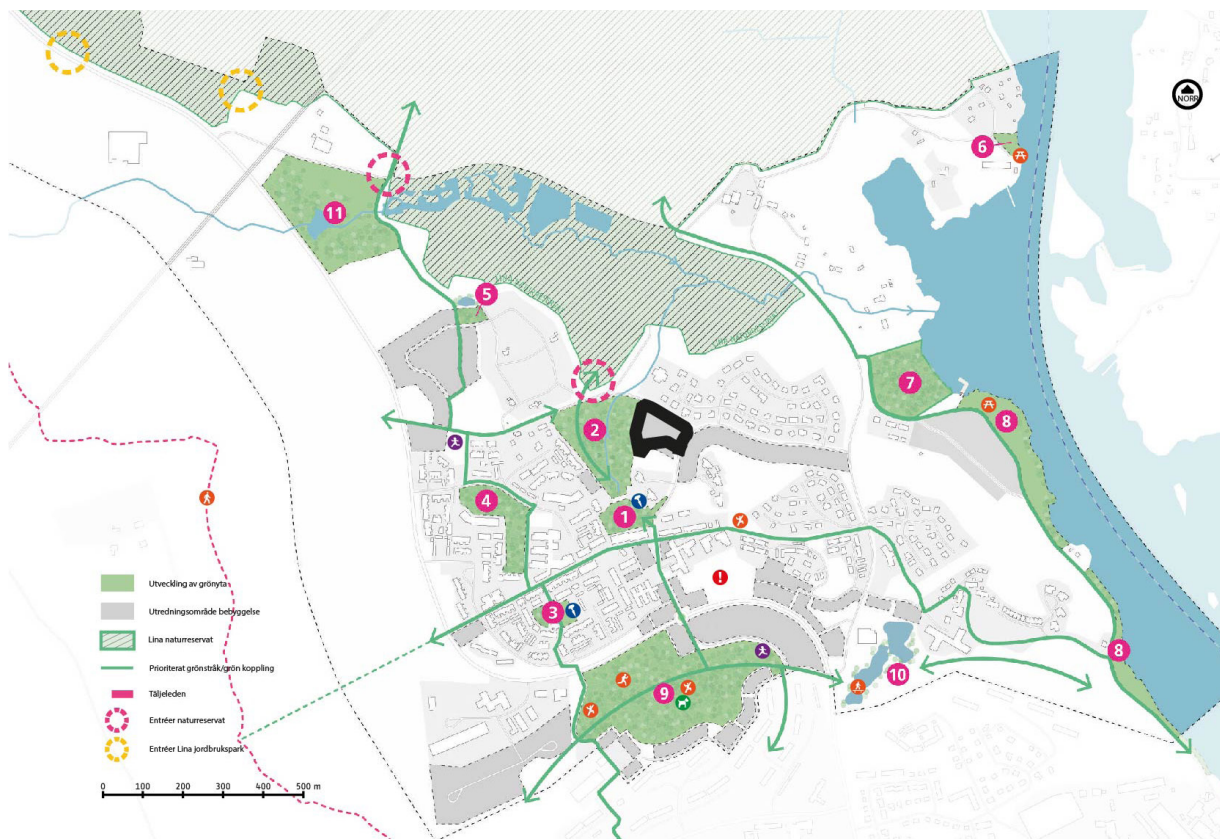 NORR
6
11
5
7
8
2
4
1
!
3
8
10
9
Utveckling av grönyta
Utredningsområde bebyggelse
Lina naturreservat
Prioriterat grönstråk/grön koppling
Täljeleden
Entréer naturreservat
Entréer Lina jordbrukspark
0 100 200 300 400 500 m